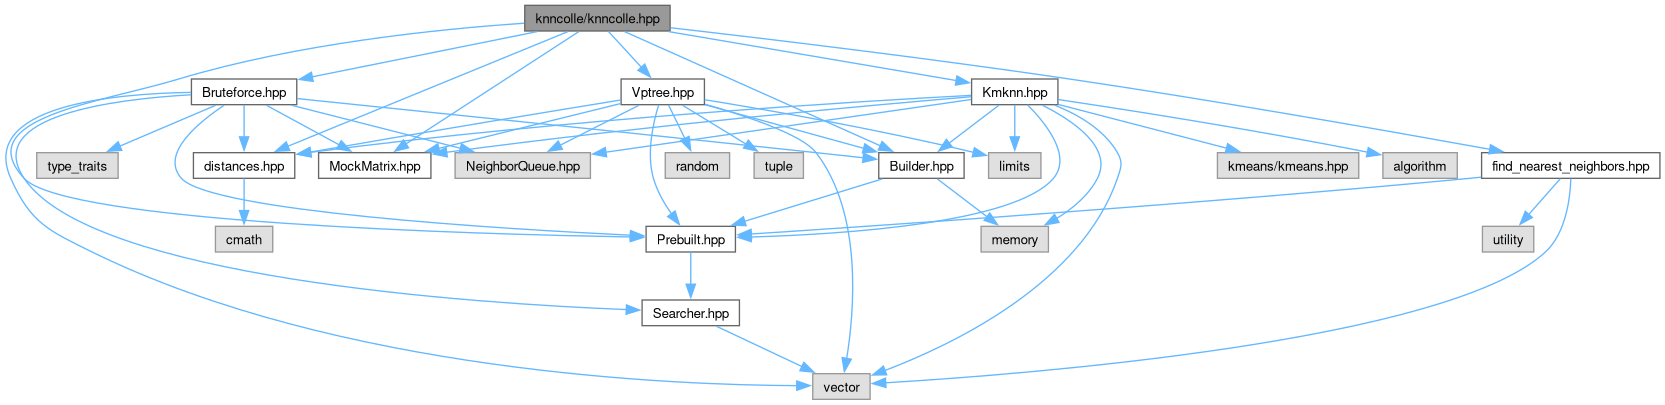 knncolle/knncolle.hpp
Bruteforce.hpp
Vptree.hpp
Kmknn.hpp
type_traits
distances.hpp
MockMatrix.hpp
NeighborQueue.hpp
random
tuple
Builder.hpp
limits
kmeans/kmeans.hpp
algorithm
find_nearest_neighbors.hpp
cmath
Prebuilt.hpp
memory
utility
Searcher.hpp
vector